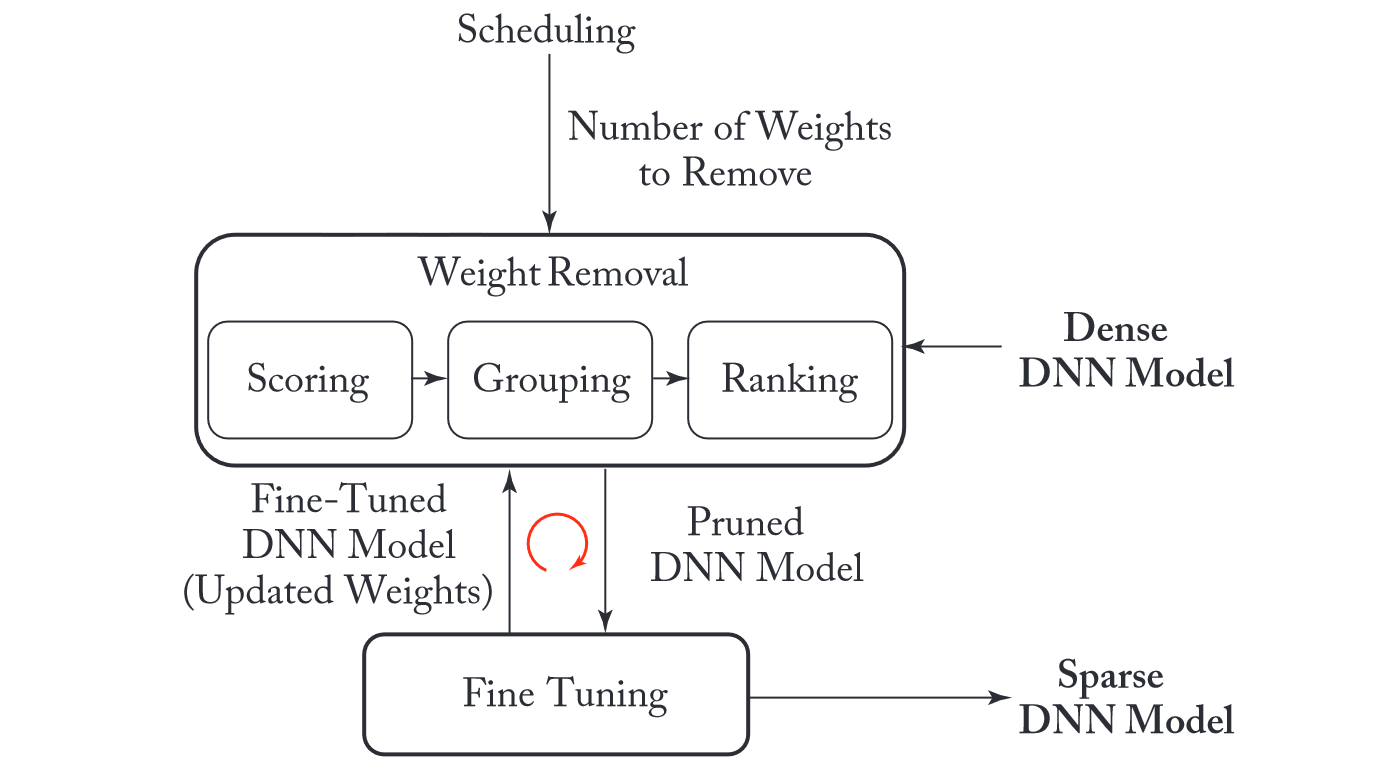 Scheduling
Number of Weights
to Remove
Weight Removal
Scoring
Grouping
Ranking
Dense
DNN Model
Fine-Tuned
DNN Model
(Updated Weights)
Pruned
DNN Model
Fine Tuning
Sparse
DNN Model